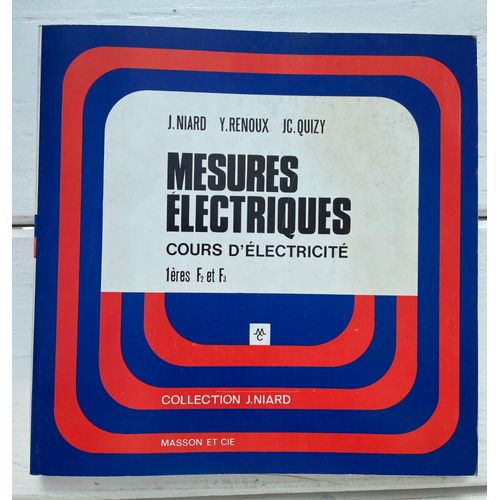 J.NIARD Y.RENOUX JC.QUIZY
MESURES
ÉLECTRIQUES
COURS D'ÉLECTRICITÉ
1ères F2 et F3
MC
COLLECTION J.NIARD
MASSON ET CIE